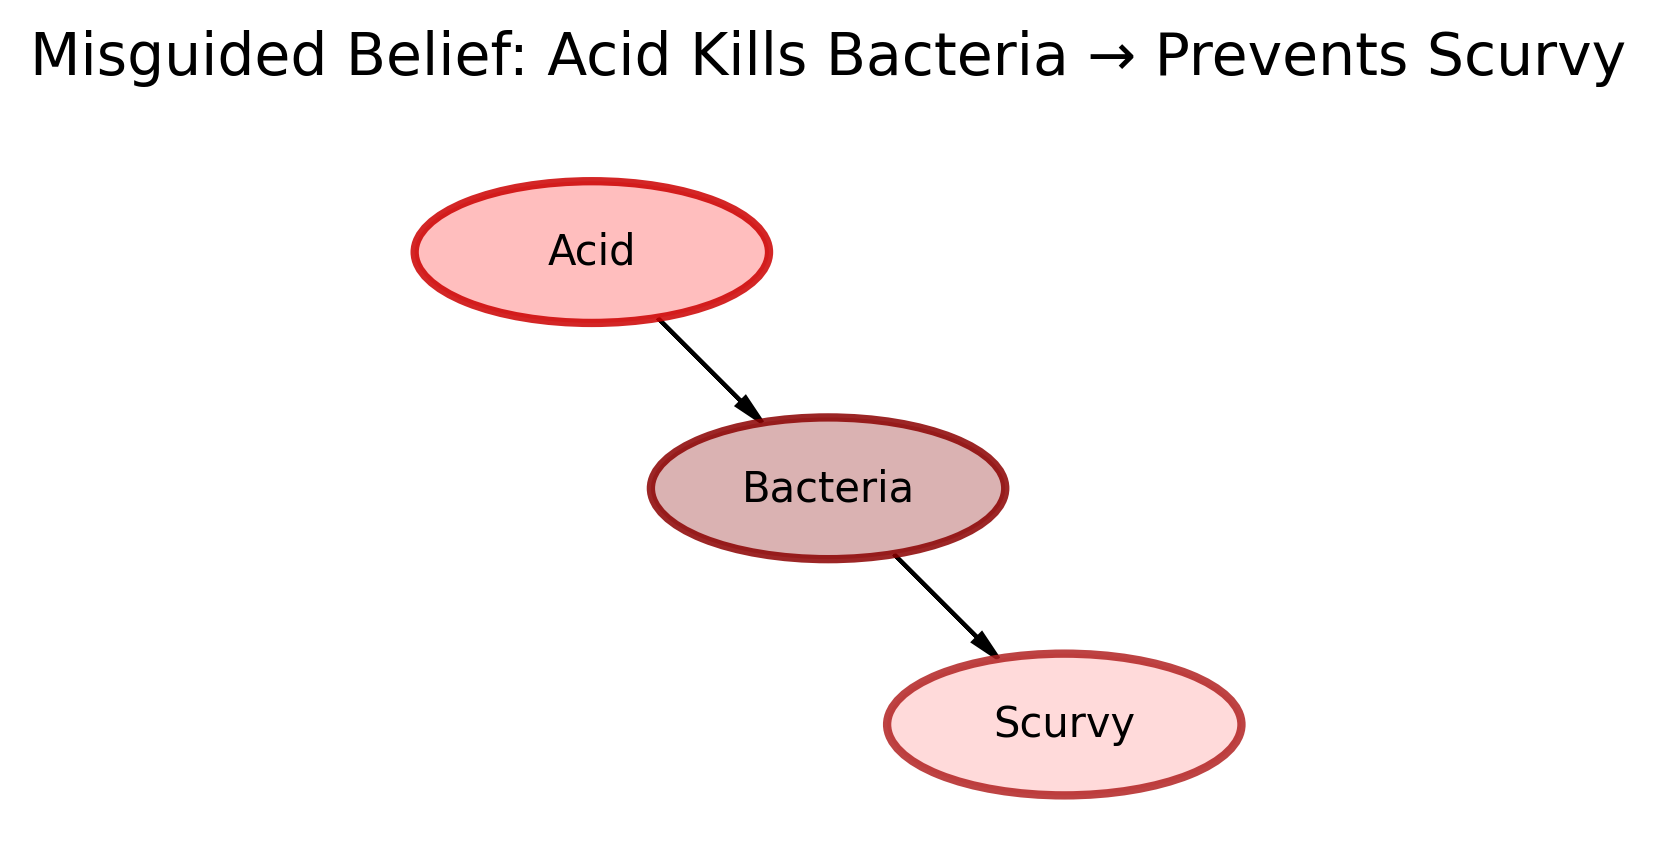 Misguided Belief: Acid Kills Bacteria → Prevents Scurvy
Acid
Bacteria
Scurvy